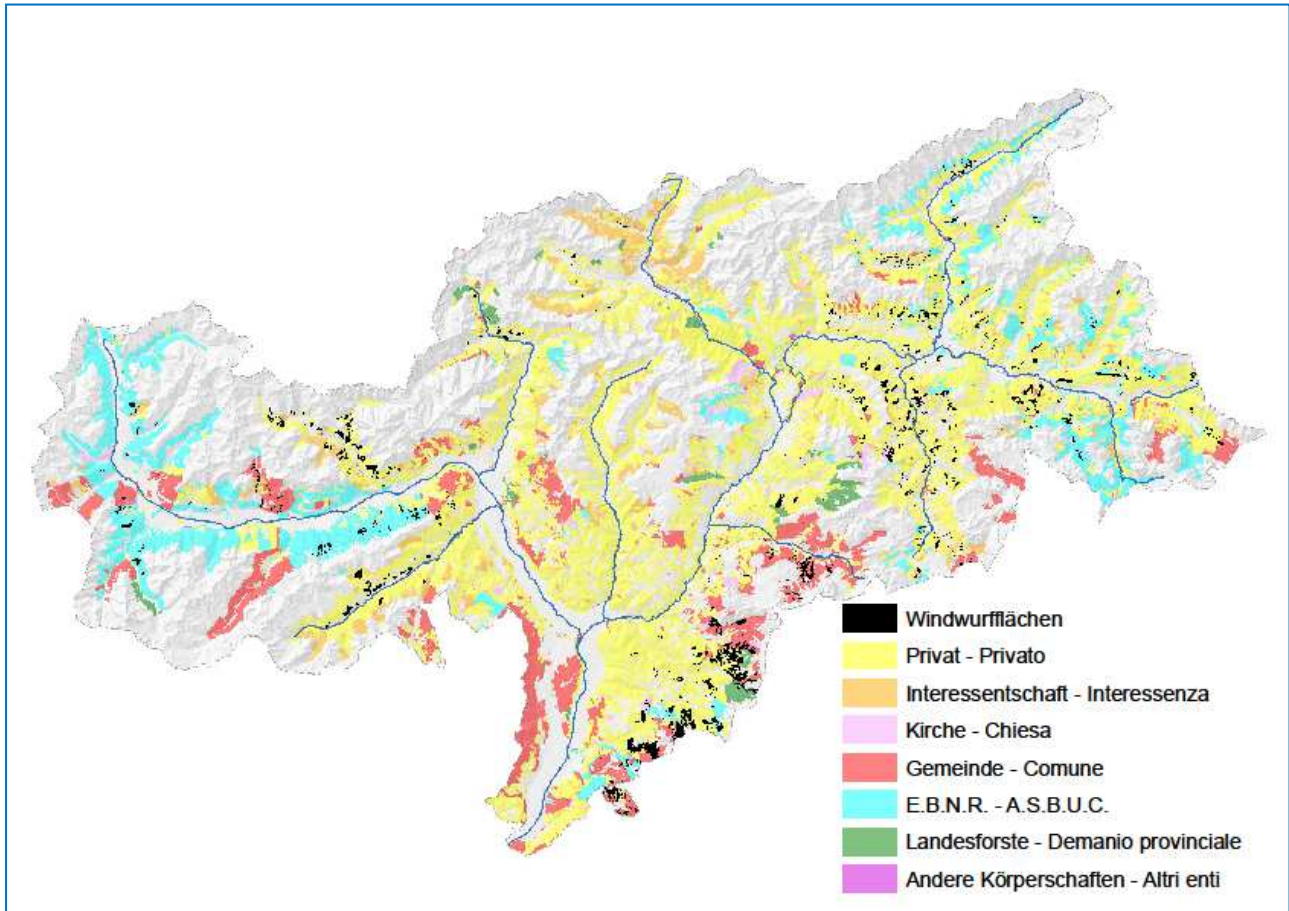 Windwurfflächen
Privat - Privato
Interessentschaft - Interessenza
Kirche - Chiesa
Gemeinde - Comune
E.B.N.R. - A.S.B.U.C.
Landesforste - Demanio provinciale
Andere Körperschaften - Altri enti